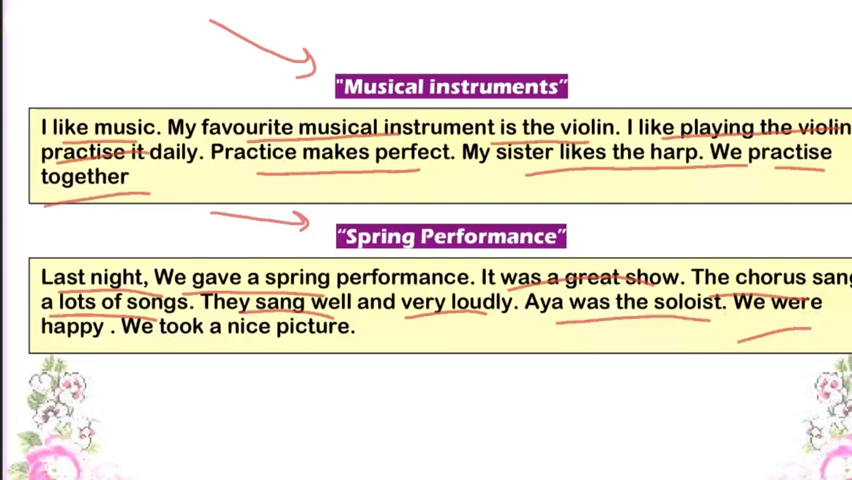 "Musical instruments"
I like music. My favourite musical instrument is the violin. I like playing the violin
practise it daily. Practice makes perfect. My sister likes the harp. We practise
together
“Spring Performance”
Last night, We gave a spring performance. It was a great show. The chorus sang
a lots of songs. They sang well and very loudly. Aya was the soloist. We were
happy . We took a nice picture.